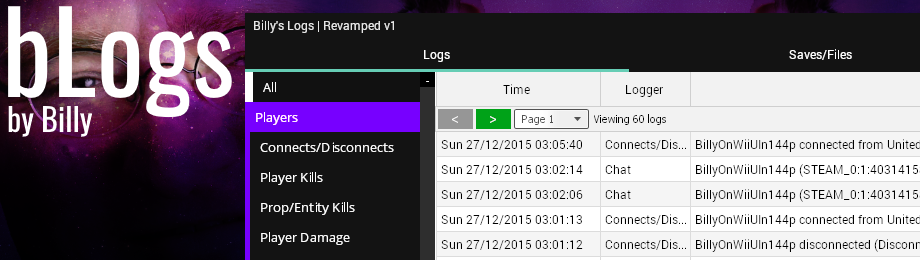 bLogs
by Billy
Billy's Logs | Revamped v1
Logs Saves/Files
All -
Players
Connects/Disconnects
Player Kills
Prop/Entity Kills
Player Damage
Time Logger
< > Page 1 Viewing 60 logs
Sun 27/12/2015 03:05:40 Connects/Dis... BillyOnWiiUIn144p connected from United
Sun 27/12/2015 03:02:14 Chat BillyOnWiiUIn144p (STEAM_0:1:40314158
Sun 27/12/2015 03:02:06 Chat BillyOnWiiUIn144p (STEAM_0:1:40314158
Sun 27/12/2015 03:01:13 Connects/Dis... BillyOnWiiUIn144p connected from United
Sun 27/12/2015 03:01:12 Connects/Dis... BillyOnWiiUIn144p disconnected (Disconn